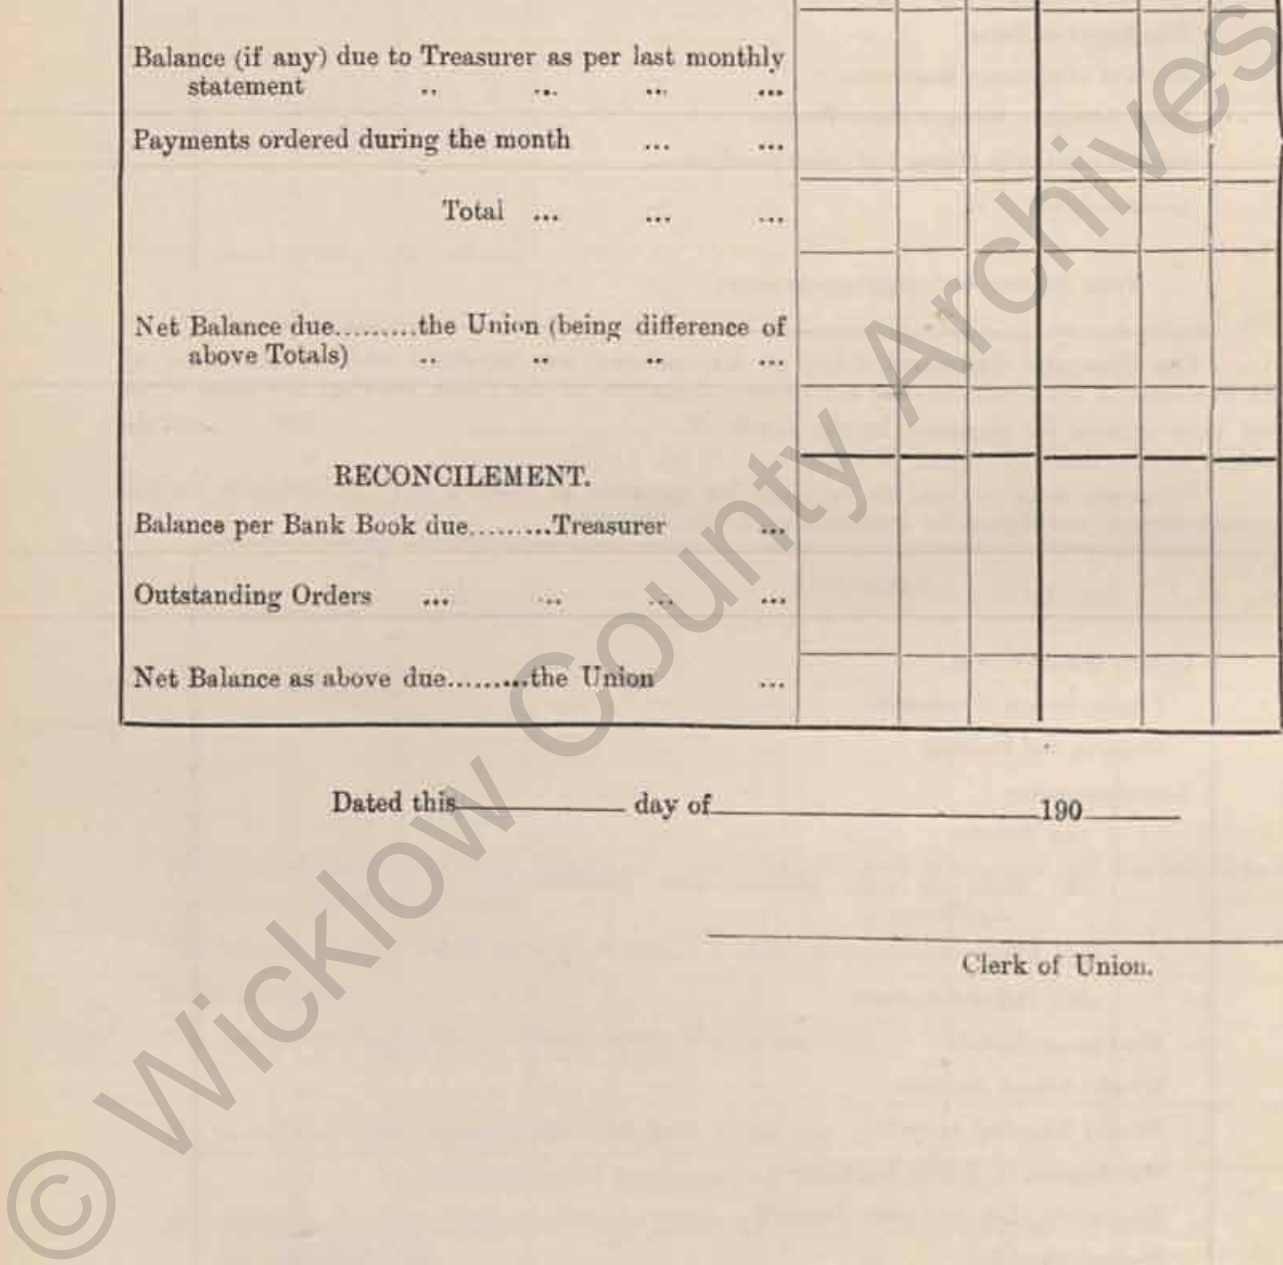 Balance (if any) due to Treasurer as per last monthly
statement .. ... ... ...
Payments ordered during the month ... ...
Total ... ... ...
Net Balance due.........the Union (being difference of
above Totals) .. .. .. ...
RECONCILEMENT.
Balance per Bank Book due.........Treasurer ...
Outstanding Orders ... ... ... ...
Net Balance as above due.........the Union ...
Dated this day of 190
Clerk of Union.
© Wicklow County Archives